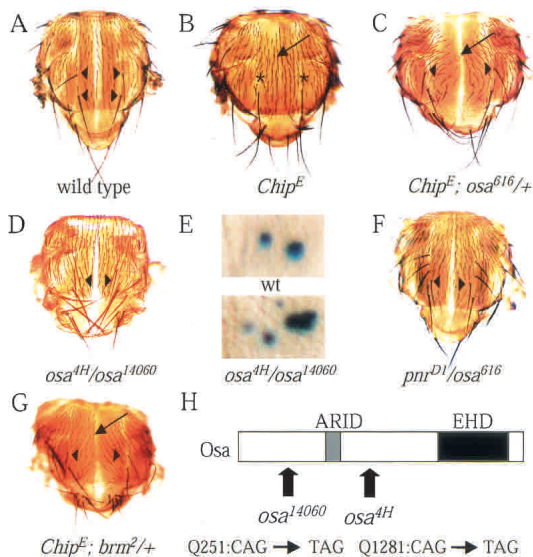 A
B
C
wild type
Chip^E
Chip^E; osa^616/+
D
E
F
wt
osa^4H/osa^14060
osa^4H/osa^14060
pnr^D1/osa^616
G
H
ARID
EHD
Osa
osa^14060
osa^4H
Chip^E; brm^2/+
Q251:CAG → TAG
Q1281:CAG → TAG